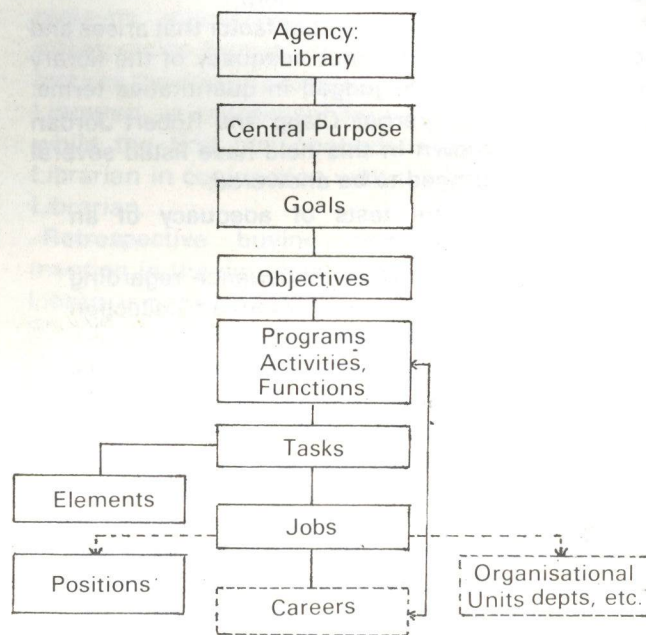 Agency:
Library
Central Purpose
Goals
Objectives
Programs
Activities,
Functions
Tasks
Elements
Jobs
Positions
Careers
Organisational
Units depts, etc.